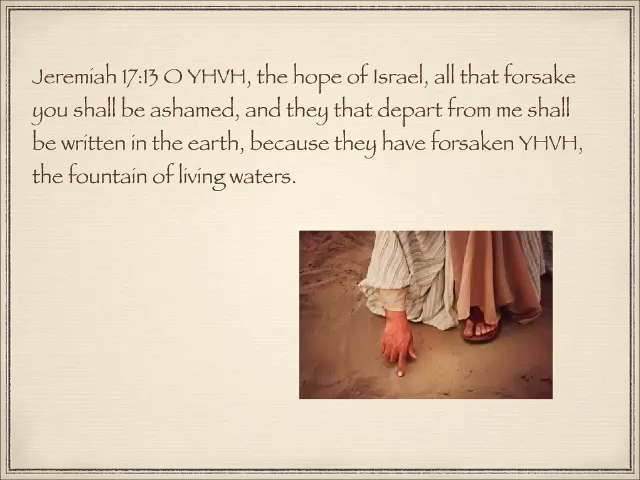 Jeremiah 17:13 O YHVH, the hope of Israel, all that forsake
you shall be ashamed, and they that depart from me shall
be written in the earth, because they have forsaken YHVH,
the fountain of living waters.